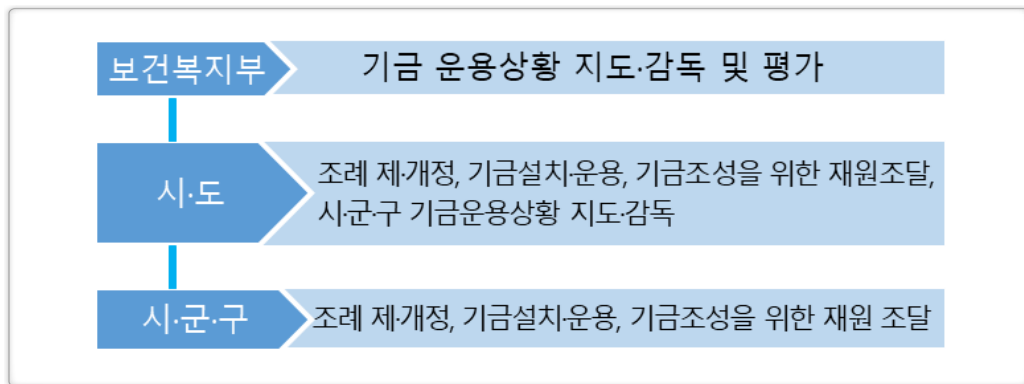 보건복지부
기금 운용상황 지도·감독 및 평가
시·도
조례 제·개정, 기금설치·운용, 기금조성을 위한 재원조달,
시·군·구 기금운용상황 지도·감독
시·군·구
조례 제·개정, 기금설치·운용, 기금조성을 위한 재원 조달